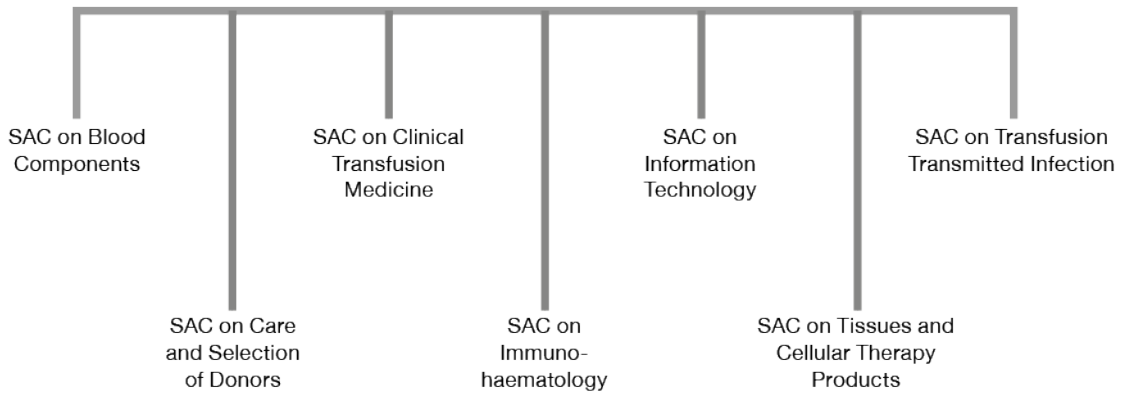 SAC on Blood
Components
SAC on Clinical
Transfusion
Medicine
SAC on
Information
Technology
SAC on Transfusion
Transmitted Infection
SAC on Care
and Selection
of Donors
SAC on
Immuno-
haematology
SAC on Tissues and
Cellular Therapy
Products